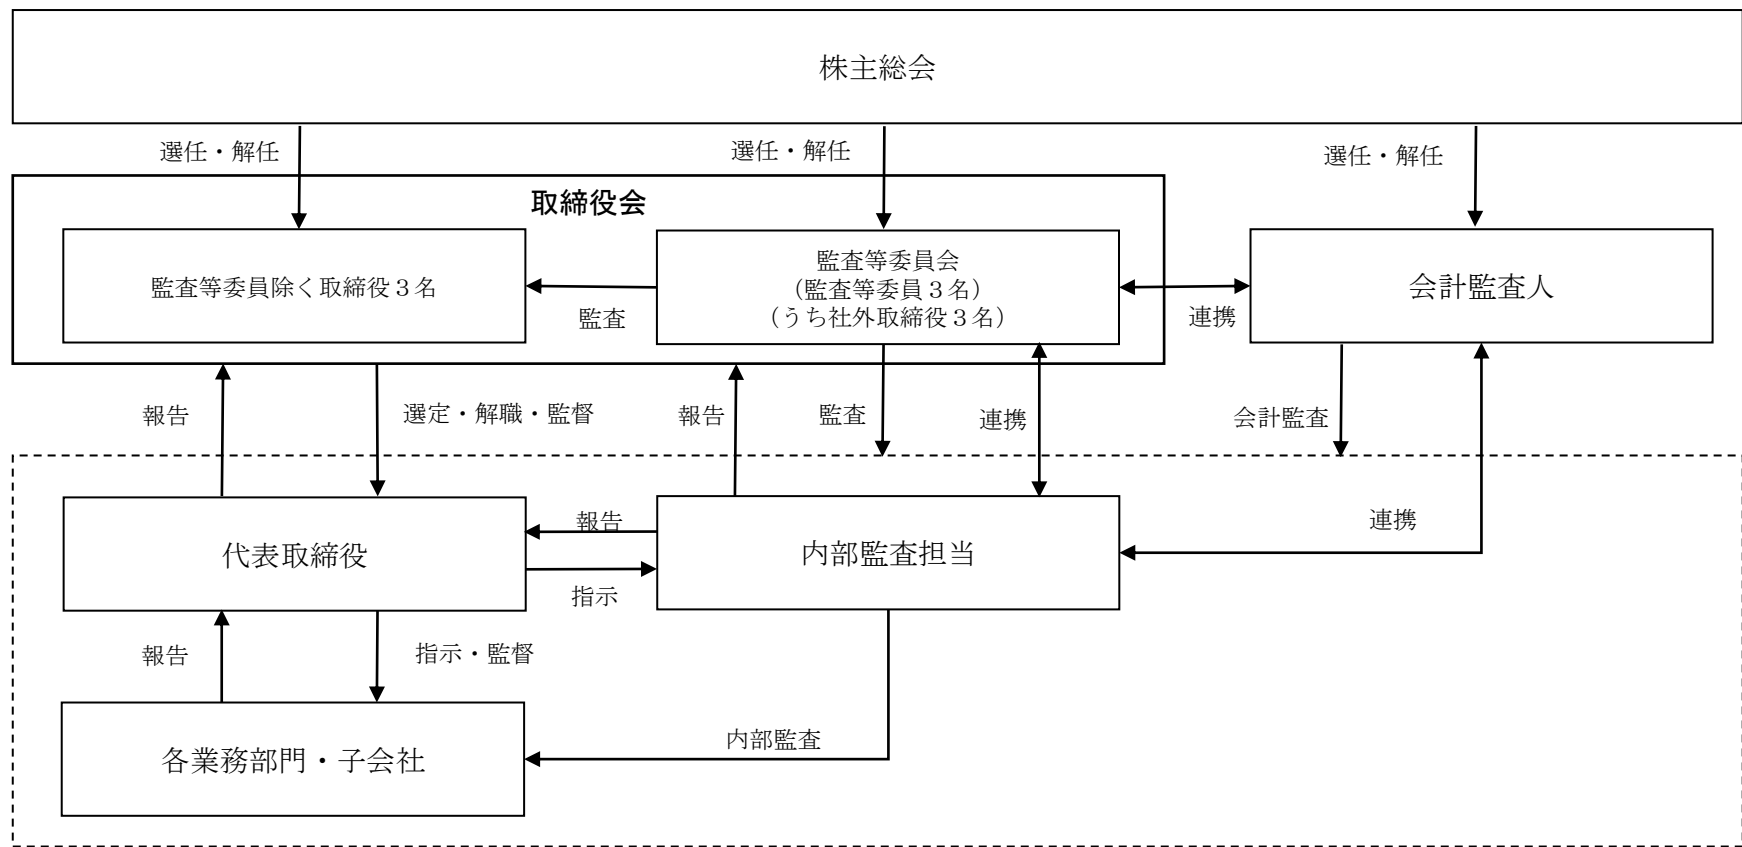 株主総会
選任・解任
選任・解任
選任・解任
取締役会
監査等委員除く取締役３名
監査
監査等委員会
（監査等委員３名）
（うち社外取締役３名）
連携
会計監査人
報告
選定・解職・監督
報告
監査
連携
会計監査
代表取締役
報告
指示
内部監査担当
連携
報告
指示・監督
各業務部門・子会社
内部監査